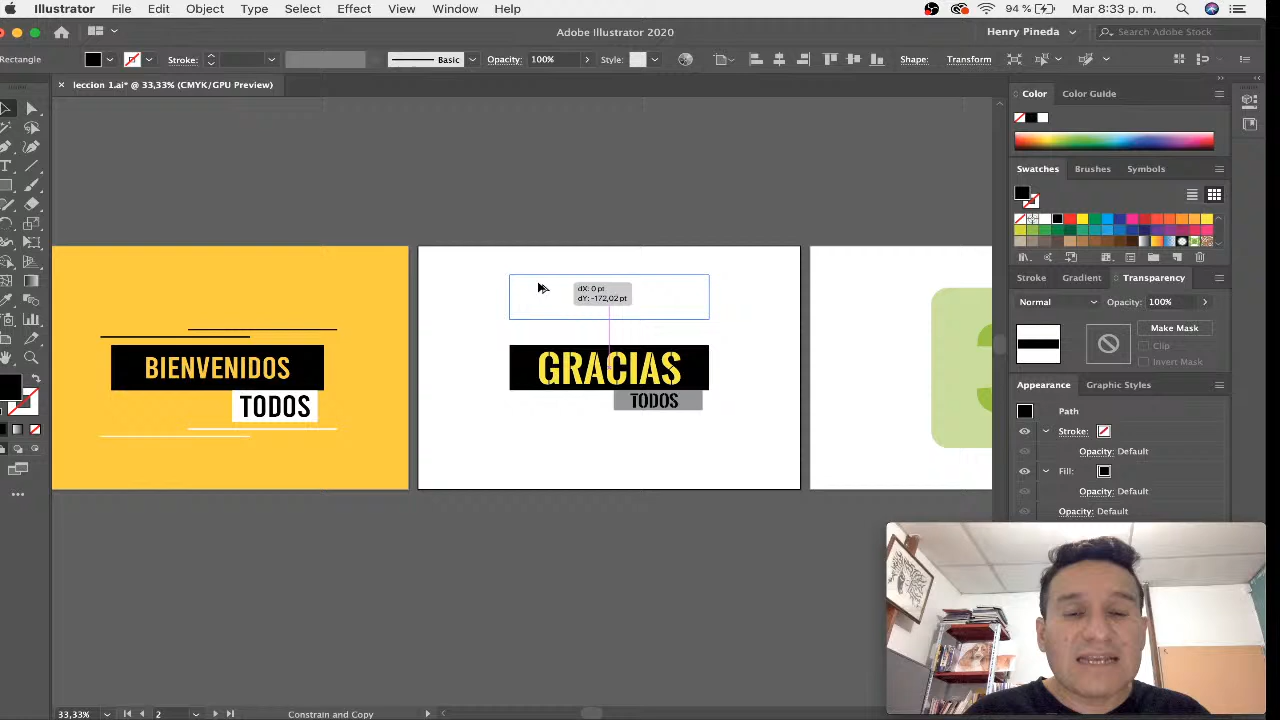 Illustrator File Edit Object Type Select Effect View Window Help 94 % Mar 8:33 p. m.
Adobe Illustrator 2020 Henry Pineda Search Adobe Stock
Rectangle Stroke: Basic Opacity: 100% Style: Shape: Transform
× leccion 1.ai* @ 33,33% (CMYK/GPU Preview)
Color Color Guide
Swatches Brushes Symbols
Stroke Gradient Transparency
Normal Opacity: 100%
Make Mask
Clip
Invert Mask
Appearance Graphic Styles
Path
Stroke:
Opacity: Default
Fill:
Opacity: Default
Opacity: Default
BIENVENIDOS
TODOS
dX: 0 pt
dY: -172,02 pt
GRACIAS
TODOS
33,33% 2 Constrain and Copy